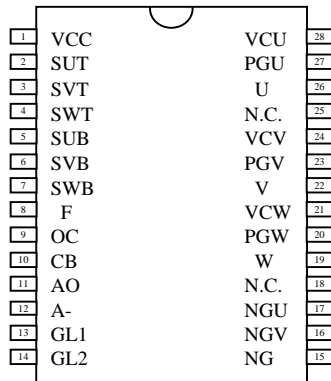 1 VCC VCU 28
2 SUT PGU 27
3 SVT U 26
4 SWT N.C. 25
5 SUB VCV 24
6 SVB PGV 23
7 SWB V 22
8 F VCW 21
9 OC PGW 20
10 CB W 19
11 AO N.C. 18
12 A- NGU 17
13 GL1 NGV 16
14 GL2 NG 15